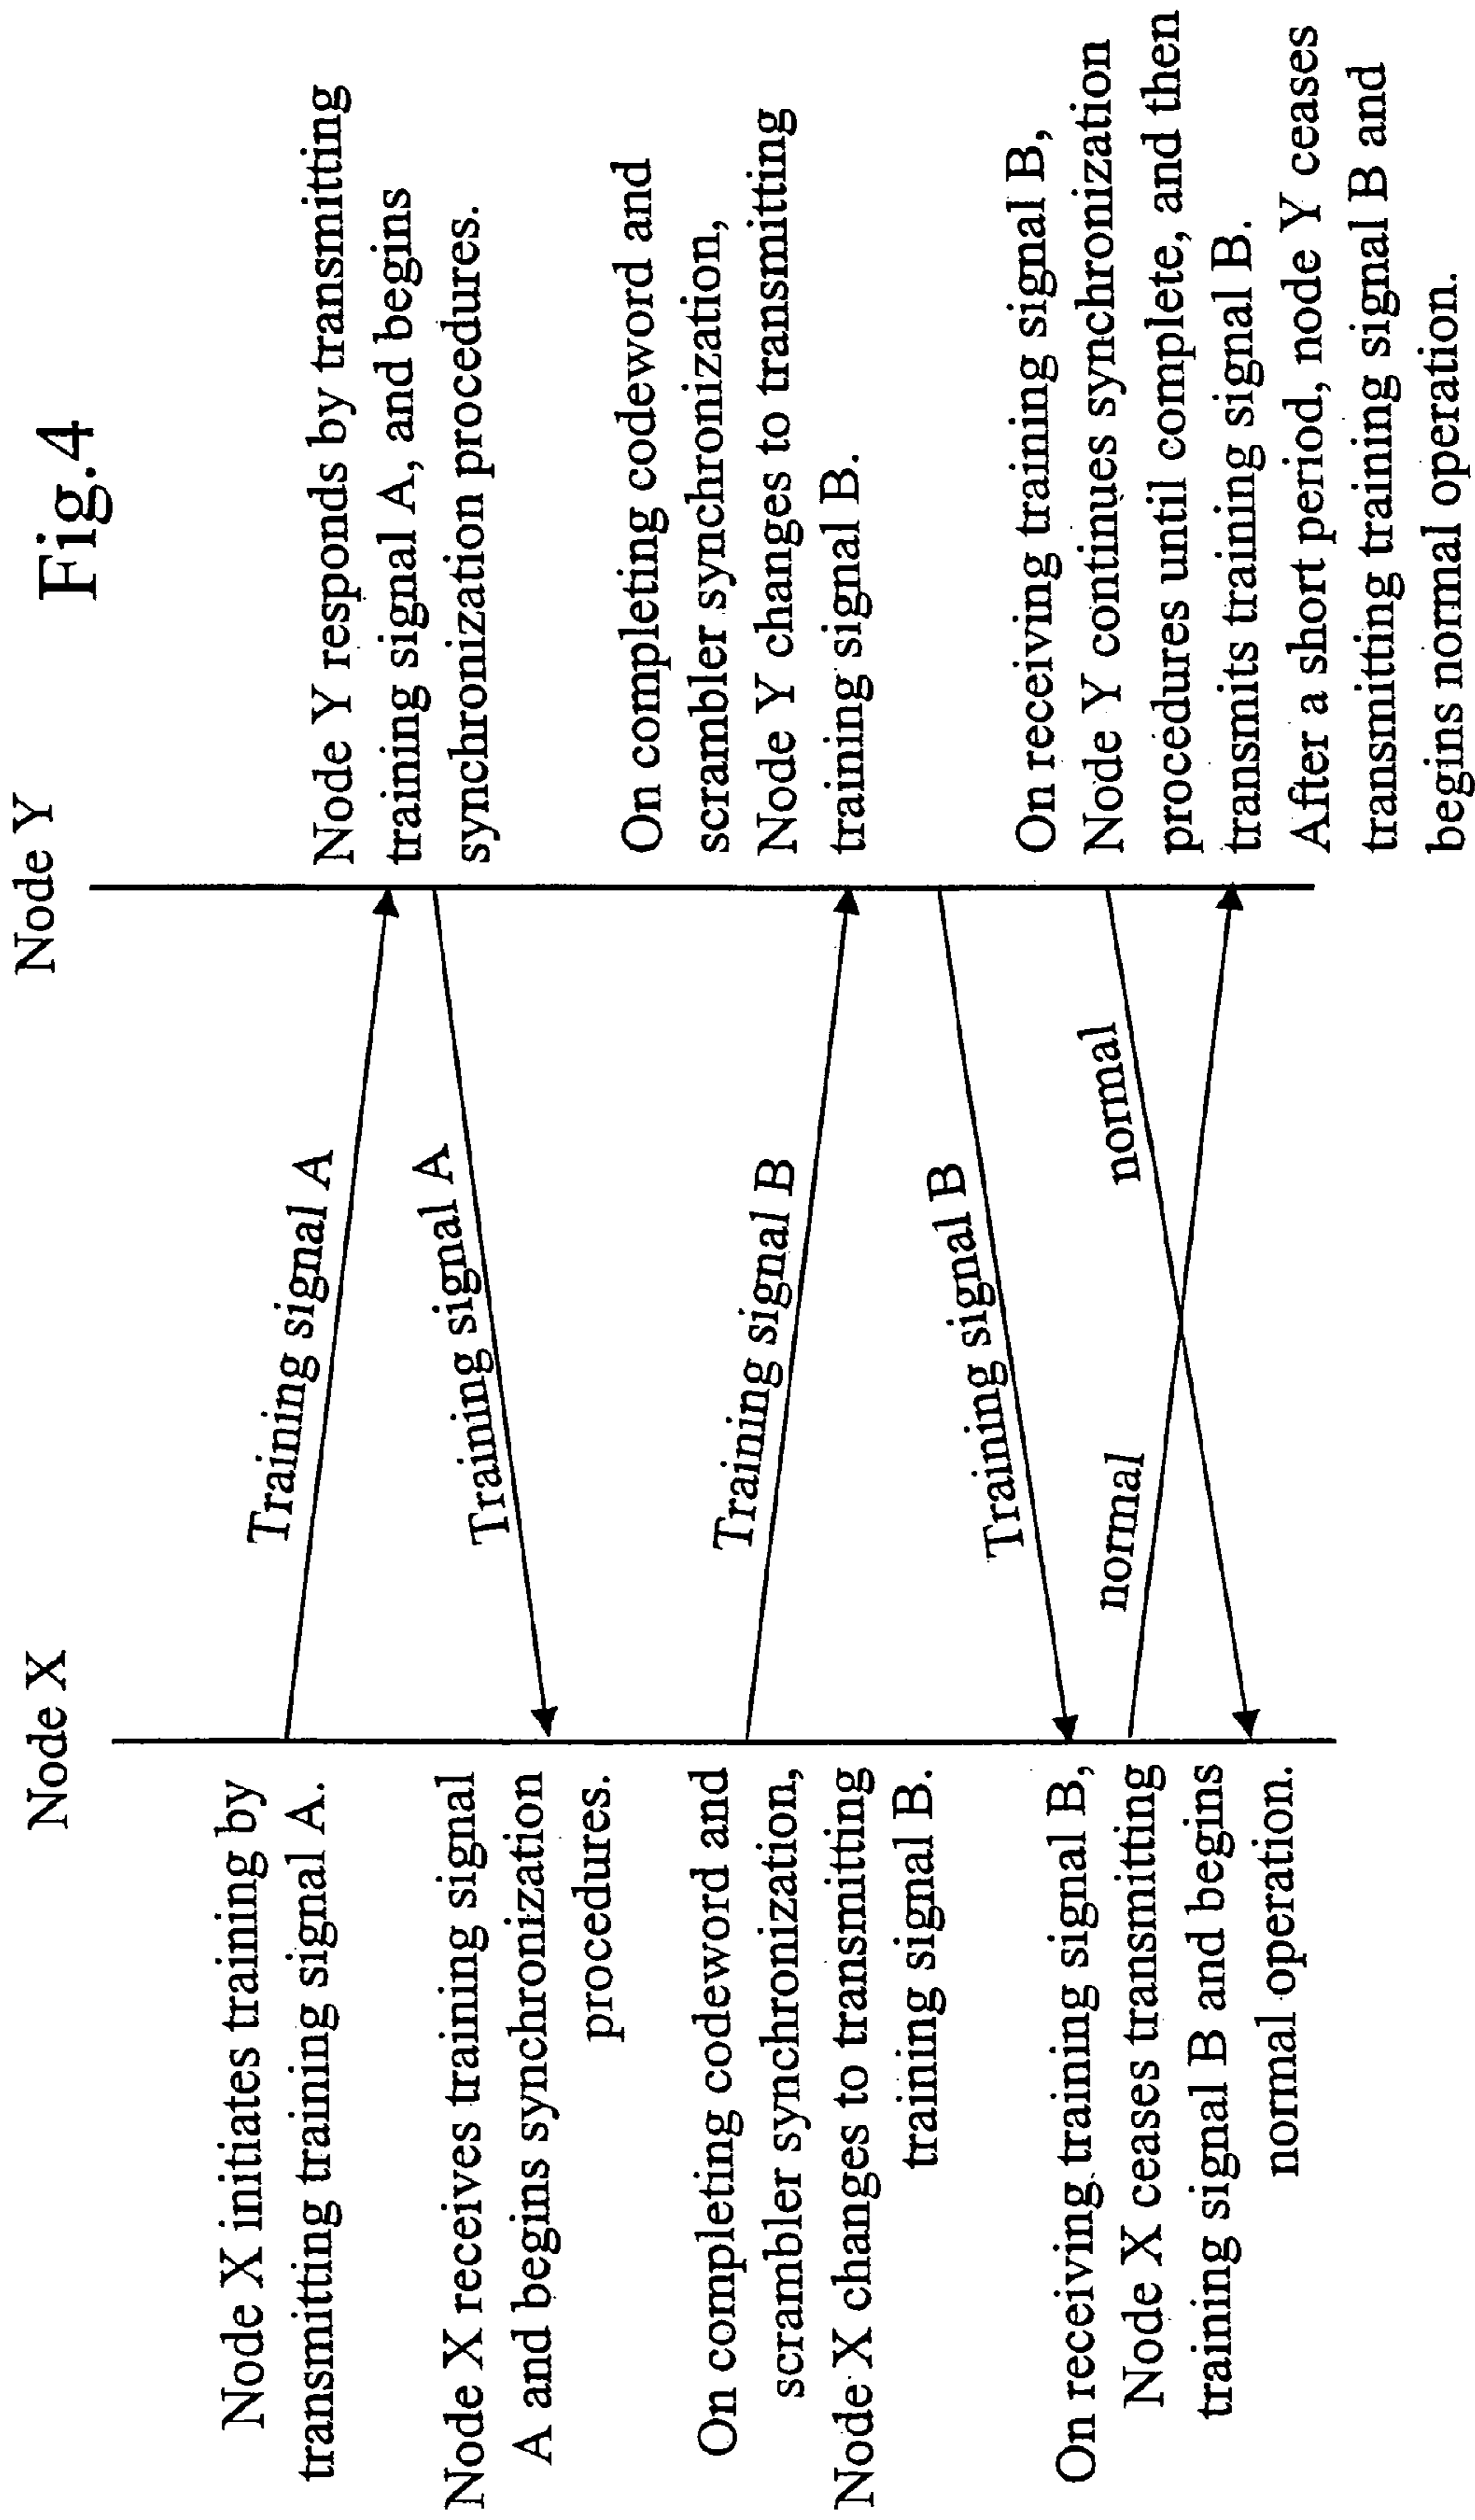 Fig.4
Node X
Node Y
Node X initiates training by
transmitting training signal A.
Training signal A
Node Y responds by transmitting
training signal A, and begins
synchronization procedures.
Training signal A
Node X receives training signal
A and begins synchronization
procedures.
On completing codeword and
scrambler synchronization,
Node X changes to transmitting
training signal B.
Training signal B
On completing codeword and
scrambler synchronization,
Node Y changes to transmitting
training signal B.
Training signal B
On receiving training signal B,
Node X ceases transmitting
training signal B and begins
normal operation.
normal
normal
On receiving training signal B,
Node Y continues synchronization
procedures until complete, and then
transmits training signal B.
After a short period, node Y ceases
transmitting training signal B and
begins normal operation.